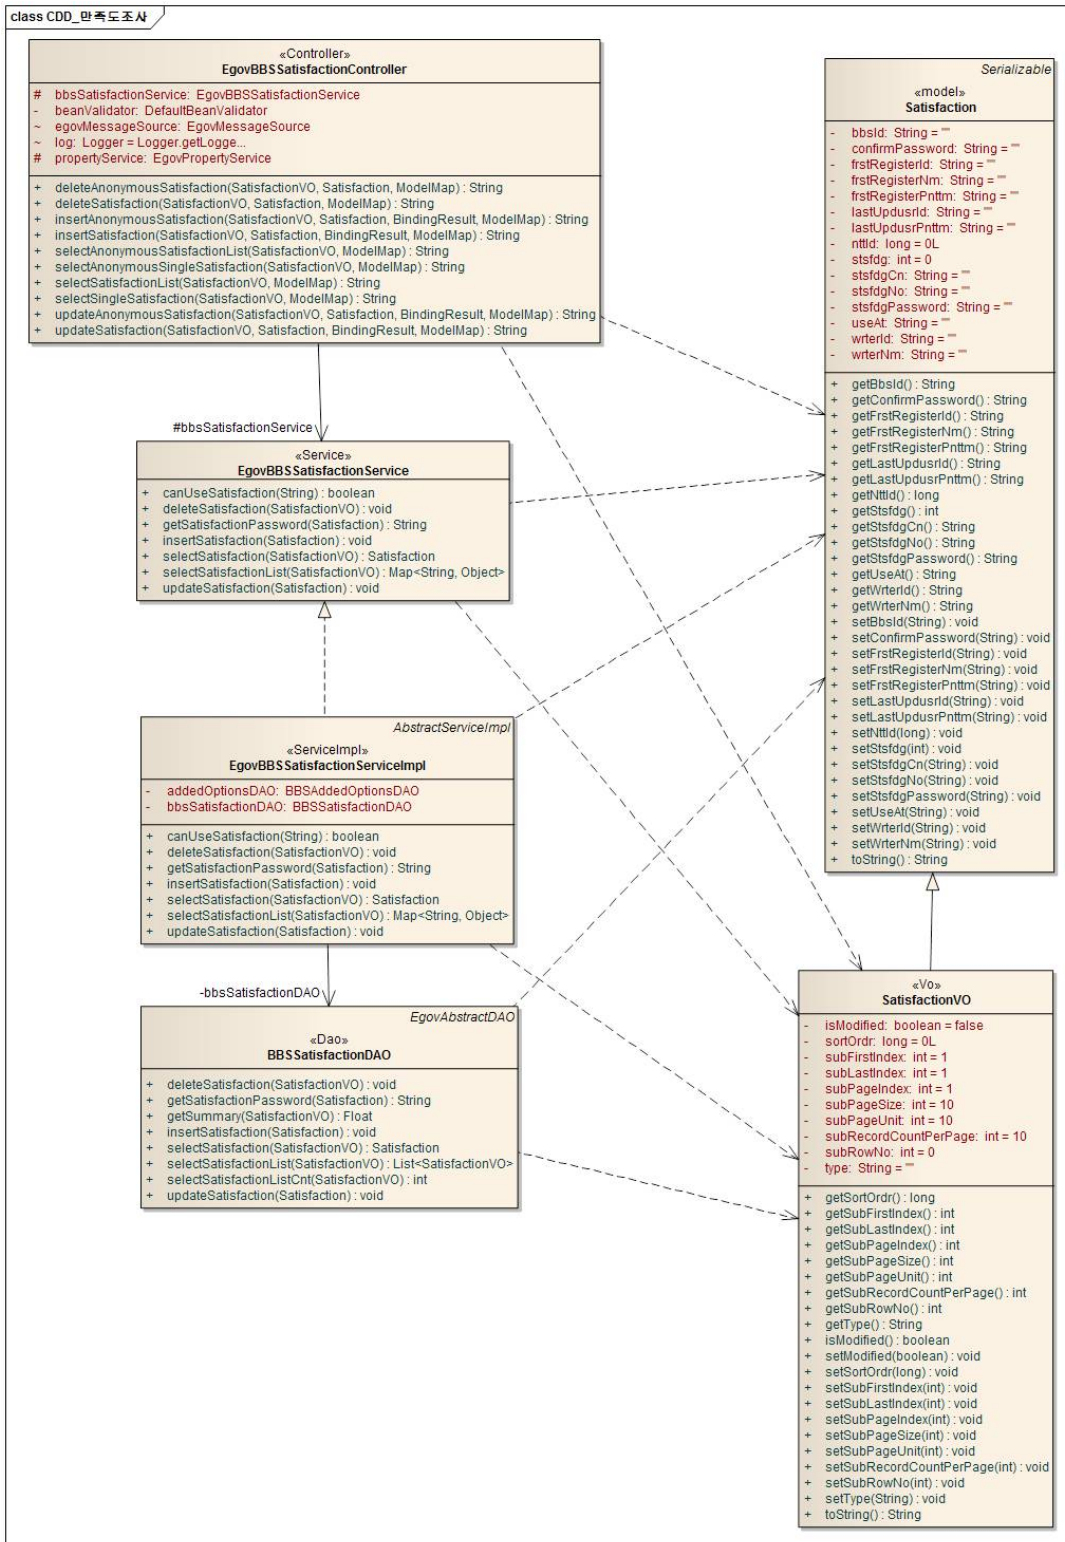 class CDD_만족도조사
«Controller»
EgovBBSSatisfactionController
# bbsSatisfactionService: EgovBBSSatisfactionService
- beanValidator: DefaultBeanValidator
~ egovMessageSource: EgovMessageSource
~ log: Logger = Logger.getLogge...
# propertyService: EgovPropertyService
+ deleteAnonymousSatisfaction(SatisfactionVO, Satisfaction, ModelMap) : String
+ deleteSatisfaction(SatisfactionVO, Satisfaction, ModelMap) : String
+ insertAnonymousSatisfaction(SatisfactionVO, Satisfaction, BindingResult, ModelMap) : String
+ insertSatisfaction(SatisfactionVO, Satisfaction, BindingResult, ModelMap) : String
+ selectAnonymousSatisfactionList(SatisfactionVO, ModelMap) : String
+ selectAnonymousSingleSatisfaction(SatisfactionVO, ModelMap) : String
+ selectSatisfactionList(SatisfactionVO, ModelMap) : String
+ selectSingleSatisfaction(SatisfactionVO, ModelMap) : String
+ updateAnonymousSatisfaction(SatisfactionVO, Satisfaction, BindingResult, ModelMap) : String
+ updateSatisfaction(SatisfactionVO, Satisfaction, BindingResult, ModelMap) : String
#bbsSatisfactionService
«Service»
EgovBBSSatisfactionService
+ canUseSatisfaction(String) : boolean
+ deleteSatisfaction(SatisfactionVO) : void
+ getSatisfactionPassword(Satisfaction) : String
+ insertSatisfaction(Satisfaction) : void
+ selectSatisfaction(SatisfactionVO) : Satisfaction
+ selectSatisfactionList(SatisfactionVO) : Map<String, Object>
+ updateSatisfaction(Satisfaction) : void
AbstractServiceImpl
«ServiceImpl»
EgovBBSSatisfactionServiceImpl
- addedOptionsDAO: BBSAddedOptionsDAO
- bbsSatisfactionDAO: BBSSatisfactionDAO
+ canUseSatisfaction(String) : boolean
+ deleteSatisfaction(SatisfactionVO) : void
+ getSatisfactionPassword(Satisfaction) : String
+ insertSatisfaction(Satisfaction) : void
+ selectSatisfaction(SatisfactionVO) : Satisfaction
+ selectSatisfactionList(SatisfactionVO) : Map<String, Object>
+ updateSatisfaction(Satisfaction) : void
-bbsSatisfactionDAO
EgovAbstractDAO
«Dao»
BBSSatisfactionDAO
+ deleteSatisfaction(SatisfactionVO) : void
+ getSatisfactionPassword(Satisfaction) : String
+ getSummary(SatisfactionVO) : Float
+ insertSatisfaction(Satisfaction) : void
+ selectSatisfaction(SatisfactionVO) : Satisfaction
+ selectSatisfactionList(SatisfactionVO) : List<SatisfactionVO>
+ selectSatisfactionListCnt(SatisfactionVO) : int
+ updateSatisfaction(Satisfaction) : void
Serializable
«model»
Satisfaction
- bbsId: String = ""
- confirmPassword: String = ""
- frstRegisterId: String = ""
- frstRegisterNm: String = ""
- frstRegisterPnttm: String = ""
- lastUpdusrId: String = ""
- lastUpdusrPnttm: String = ""
- nttId: long = 0L
- stsfdg: int = 0
- stsfdgCn: String = ""
- stsfdgNo: String = ""
- stsfdgPassword: String = ""
- useAt: String = ""
- wrterId: String = ""
- wrterNm: String = ""
+ getBbsId() : String
+ getConfirmPassword() : String
+ getFrstRegisterId() : String
+ getFrstRegisterNm() : String
+ getFrstRegisterPnttm() : String
+ getLastUpdusrId() : String
+ getLastUpdusrPnttm() : String
+ getNttId() : long
+ getStsfdg() : int
+ getStsfdgCn() : String
+ getStsfdgNo() : String
+ getStsfdgPassword() : String
+ getUseAt() : String
+ getWrterId() : String
+ getWrterNm() : String
+ setBbsId(String) : void
+ setConfirmPassword(String) : void
+ setFrstRegisterId(String) : void
+ setFrstRegisterNm(String) : void
+ setFrstRegisterPnttm(String) : void
+ setLastUpdusrId(String) : void
+ setLastUpdusrPnttm(String) : void
+ setNttId(long) : void
+ setStsfdg(int) : void
+ setStsfdgCn(String) : void
+ setStsfdgNo(String) : void
+ setStsfdgPassword(String) : void
+ setUseAt(String) : void
+ setWrterId(String) : void
+ setWrterNm(String) : void
+ toString() : String
«Vo»
SatisfactionVO
- isModified: boolean = false
- sortOrdr: long = 0L
- subFirstIndex: int = 1
- subLastIndex: int = 1
- subPageIndex: int = 1
- subPageSize: int = 10
- subPageUnit: int = 10
- subRecordCountPerPage: int = 10
- subRowNo: int = 0
- type: String = ""
+ getSortOrdr() : long
+ getSubFirstIndex() : int
+ getSubLastIndex() : int
+ getSubPageIndex() : int
+ getSubPageSize() : int
+ getSubPageUnit() : int
+ getSubRecordCountPerPage() : int
+ getSubRowNo() : int
+ getType() : String
+ isModified() : boolean
+ setModified(boolean) : void
+ setSortOrdr(long) : void
+ setSubFirstIndex(int) : void
+ setSubLastIndex(int) : void
+ setSubPageIndex(int) : void
+ setSubPageSize(int) : void
+ setSubPageUnit(int) : void
+ setSubRecordCountPerPage(int) : void
+ setSubRowNo(int) : void
+ setType(String) : void
+ toString() : String